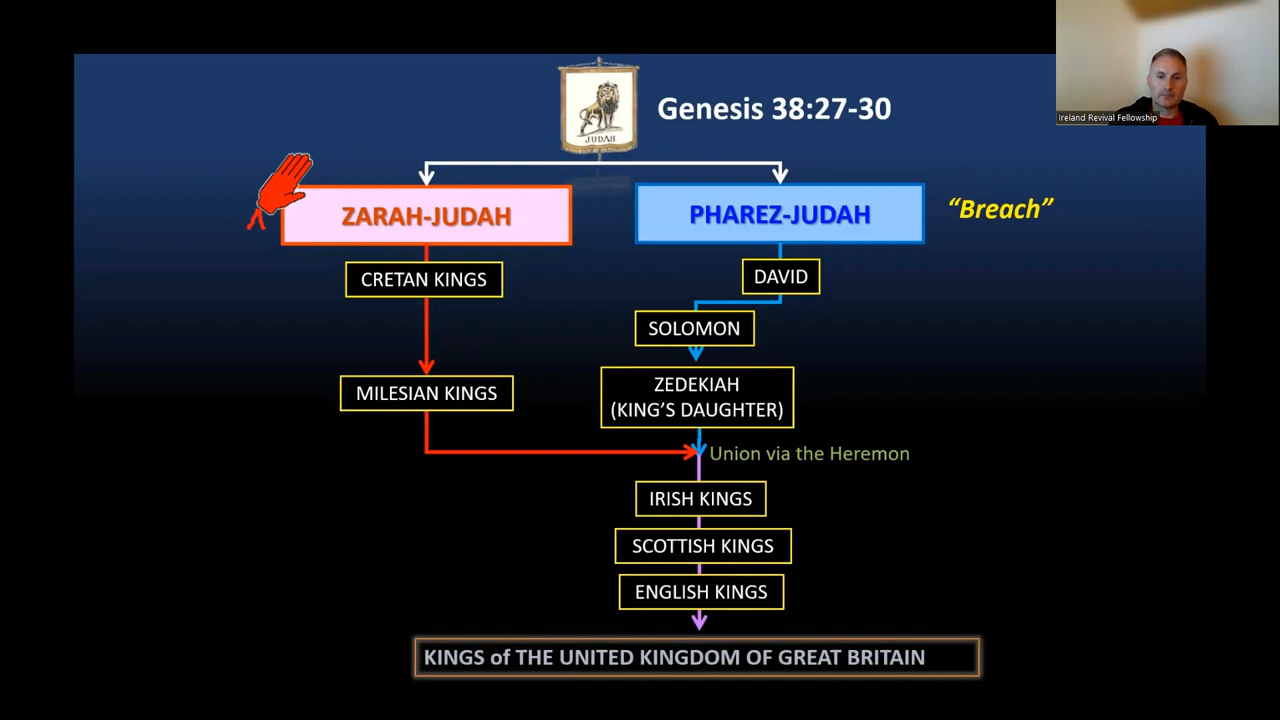 Ireland Revival Fellowship
JUDAH
Genesis 38:27-30
ZARAH-JUDAH
PHAREZ-JUDAH
“Breach”
CRETAN KINGS
DAVID
SOLOMON
MILESIAN KINGS
ZEDEKIAH
(KING’S DAUGHTER)
Union via the Heremon
IRISH KINGS
SCOTTISH KINGS
ENGLISH KINGS
KINGS of THE UNITED KINGDOM OF GREAT BRITAIN